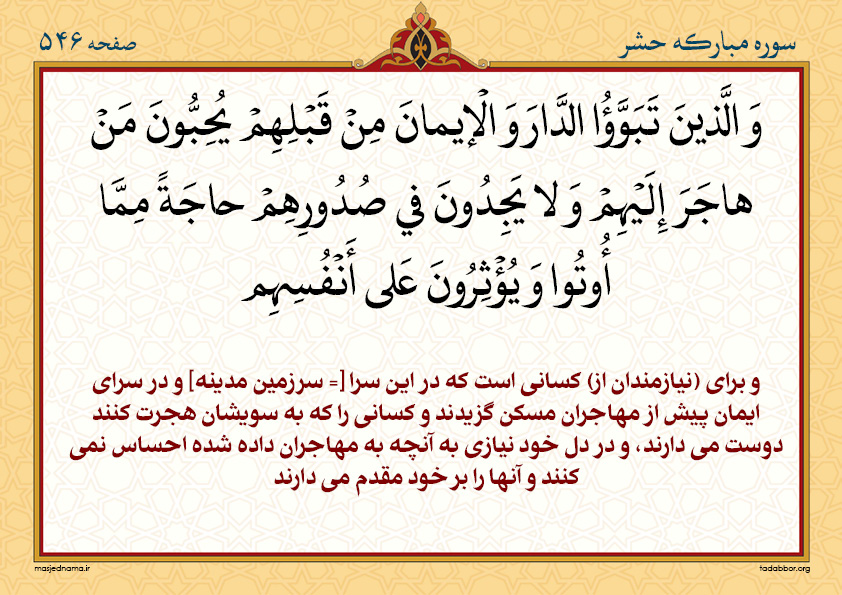 سوره مبارکه حشر
صفحه ۵۴۶
وَ الَّذينَ تَبَوَّؤُا الدَّارَ وَ الْإيمانَ مِنْ قَبْلِهِمْ يُحِبُّونَ مَنْ
هاجَرَ إِلَيْهِمْ وَ لا يَجِدُونَ في صُدُورِهِمْ حاجَةً مِمَّا
أُوتُوا وَ يُؤْثِرُونَ عَلى أَنْفُسِهِم
و برای (نیازمندان از) کسانی است که در این سرا [= سرزمین مدینه] و در سرای
ایمان پیش از مهاجران مسکن گزیدند و کسانی را که به سویشان هجرت کنند
دوست می دارند، و در دل خود نیازی به آنچه به مهاجران داده شده احساس نمی
کنند و آنها را بر خود مقدم می دارند
masjednama.ir
tadabbor.org